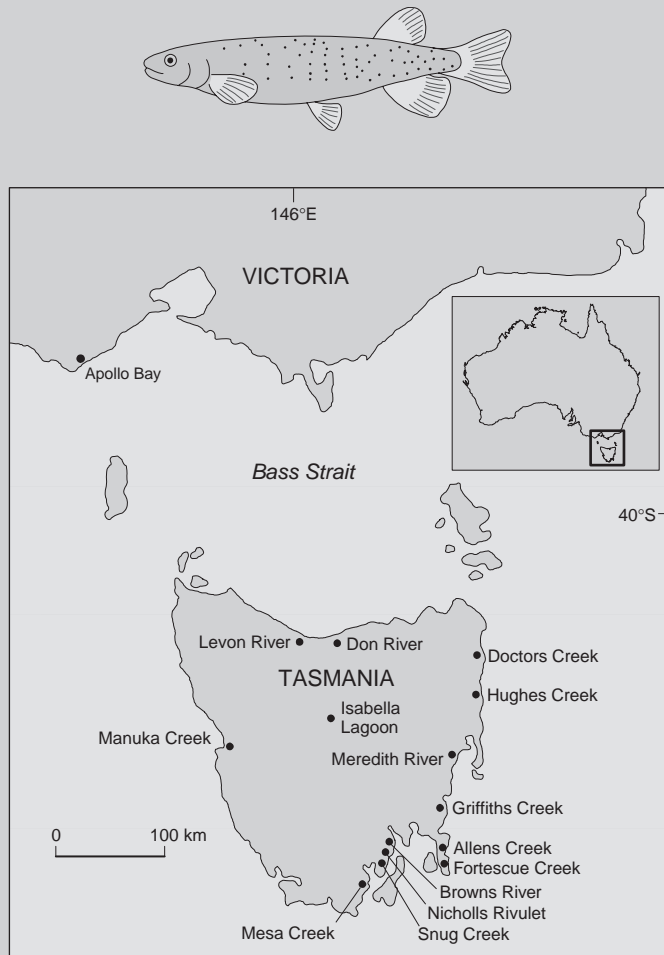 146°E
VICTORIA
Apollo Bay
Bass Strait
40°S
Levon River
Don River
Doctors Creek
TASMANIA
Hughes Creek
Isabella
Lagoon
Manuka Creek
Meredith River
Griffiths Creek
0 100 km
Allens Creek
Fortescue Creek
Browns River
Nicholls Rivulet
Mesa Creek
Snug Creek